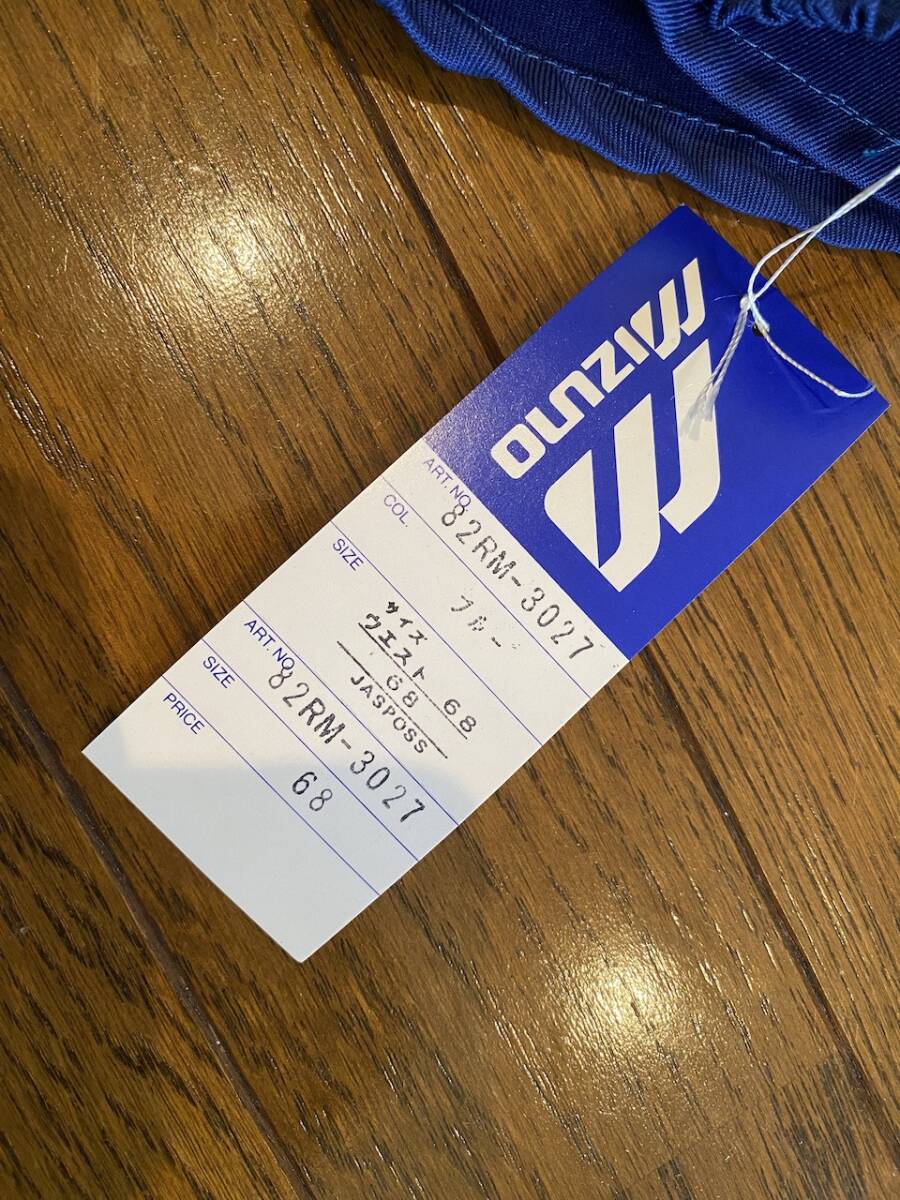 MIZUNO
ART.NO. 82RM-3027
COL. ブルー
SIZE
サイズ 68
ウエスト 68
JASPOSS
ART.NO. 82RM-3027
SIZE 68
PRICE